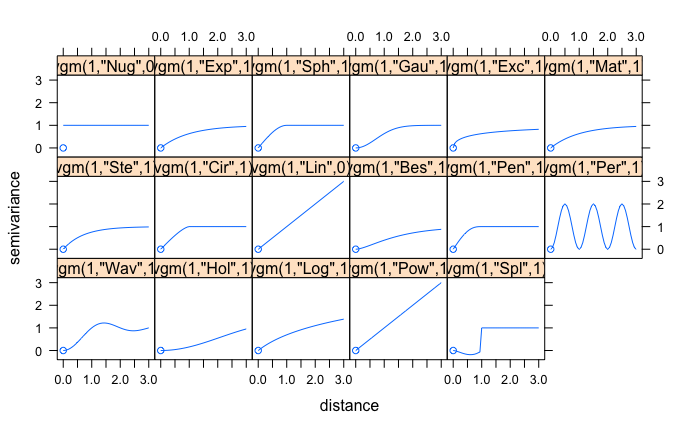 0.0 1.0 2.0 3.0 0.0 1.0 2.0 3.0 0.0 1.0 2.0 3.0
vgm(1,"Nug",0 vgm(1,"Exp",1 vgm(1,"Sph",1 vgm(1,"Gau",1 vgm(1,"Exc",1 vgm(1,"Mat",1
3
2
1
0
vgm(1,"Ste",1 vgm(1,"Cir",1) vgm(1,"Lin",0) vgm(1,"Bes",1 vgm(1,"Pen",1 vgm(1,"Per",1
3
2
1
0
vgm(1,"Wav",1 vgm(1,"Hol",1 vgm(1,"Log",1 vgm(1,"Pow",1 vgm(1,"Spl",1)
3
2
1
0
0.0 1.0 2.0 3.0 0.0 1.0 2.0 3.0 0.0 1.0 2.0 3.0
semivariance
distance